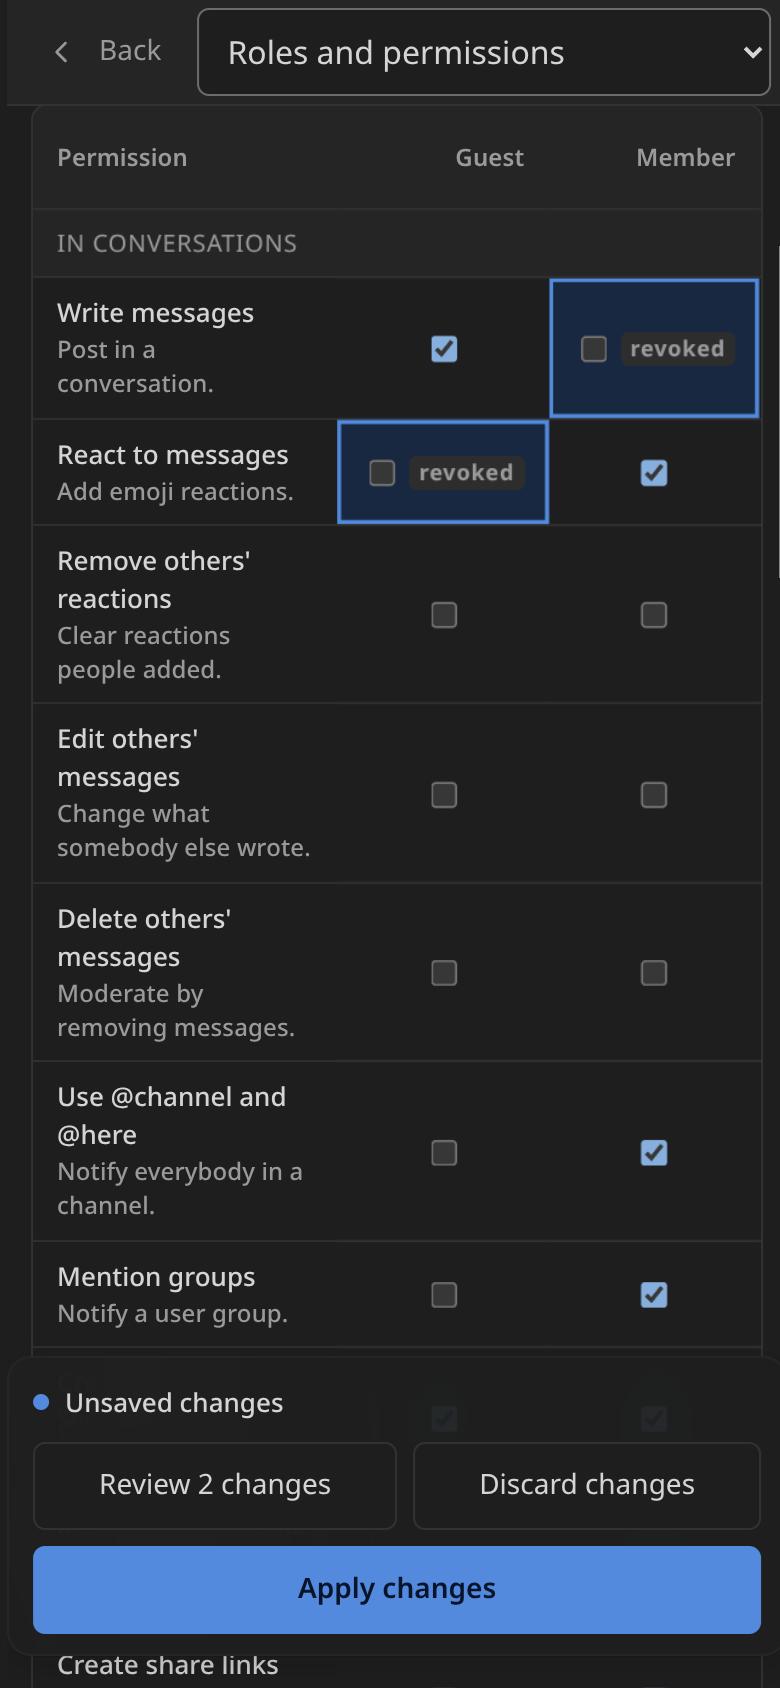 Back
Roles and permissions
Permission Guest Member
IN CONVERSATIONS
Write messages
Post in a
conversation.
revoked
React to messages
Add emoji reactions.
revoked
Remove others'
reactions
Clear reactions
people added.
Edit others'
messages
Change what
somebody else wrote.
Delete others'
messages
Moderate by
removing messages.
Use @channel and
@here
Notify everybody in a
channel.
Mention groups
Notify a user group.
Unsaved changes
Review 2 changes
Discard changes
Apply changes
Create share links